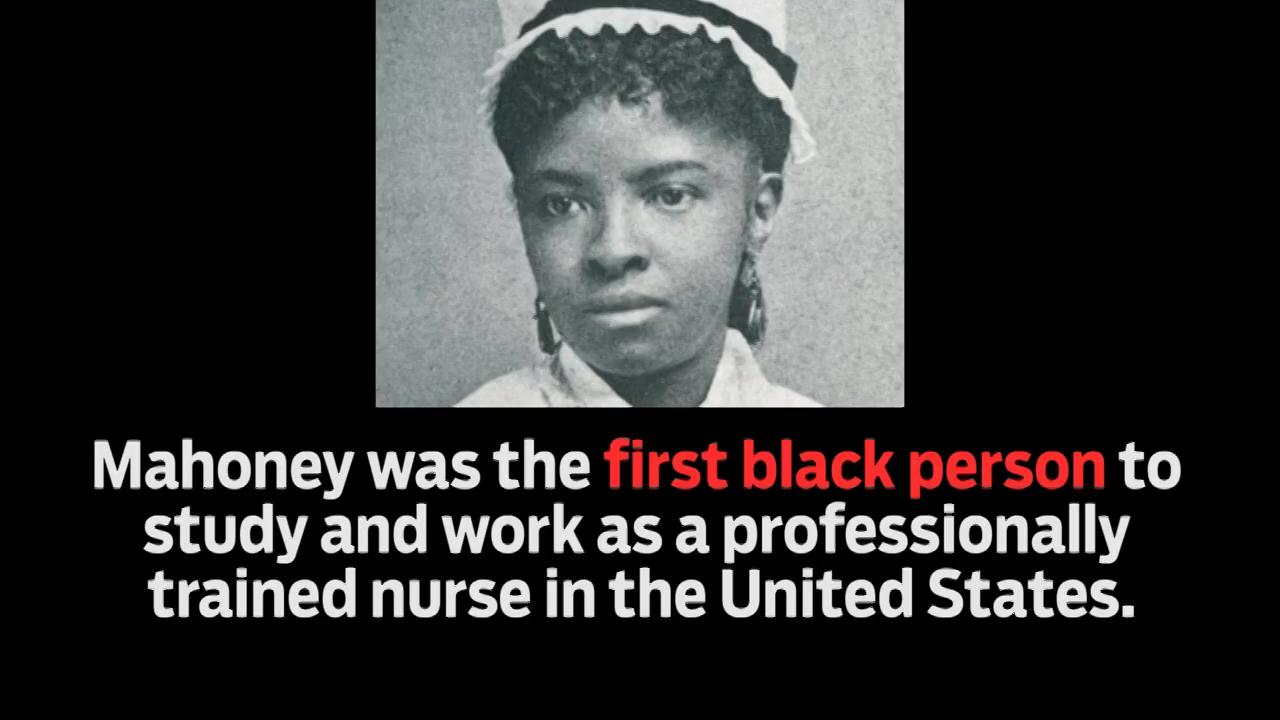 Mahoney was the first black person to
study and work as a professionally
trained nurse in the United States.